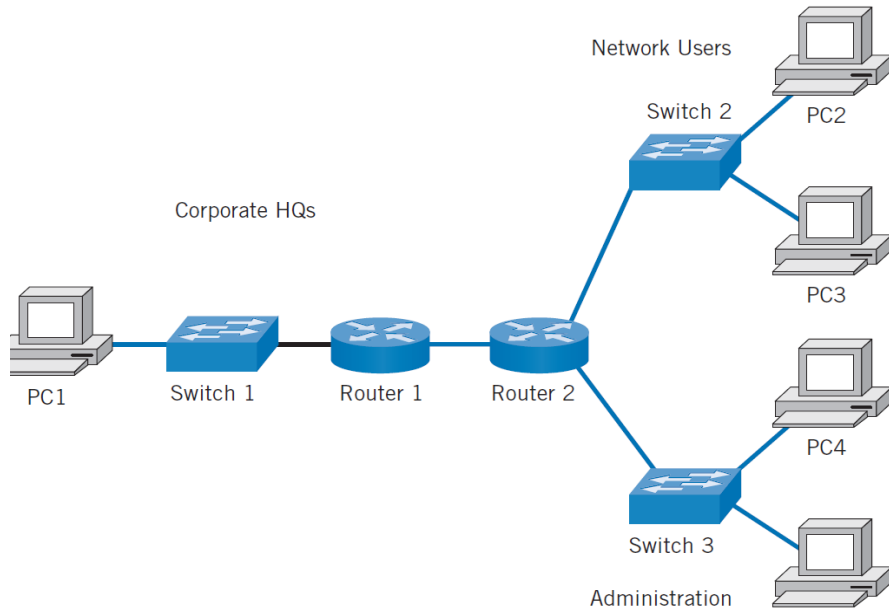 Network Users
Switch 2
PC2
Corporate HQs
PC3
PC1
Switch 1
Router 1
Router 2
PC4
Switch 3
Administration